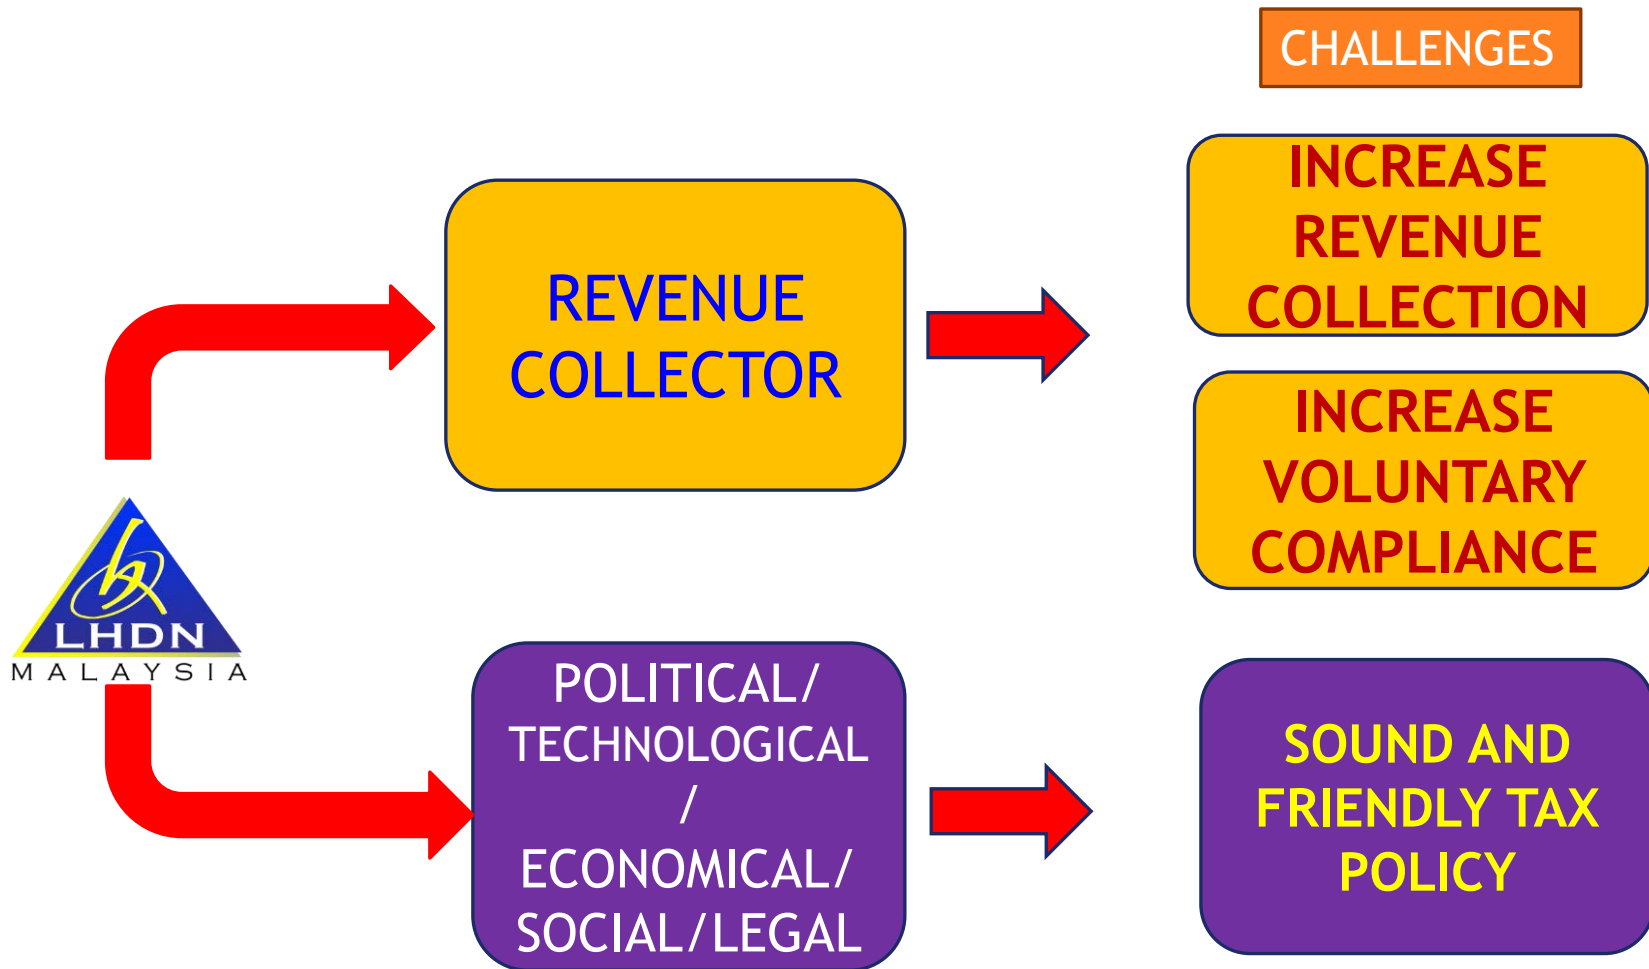 CHALLENGES
INCREASE
REVENUE
COLLECTION
REVENUE
COLLECTOR
INCREASE
VOLUNTARY
COMPLIANCE
LHDN
MALAYSIA
POLITICAL/
TECHNOLOGICAL
/
ECONOMICAL/
SOCIAL/LEGAL
SOUND AND
FRIENDLY TAX
POLICY